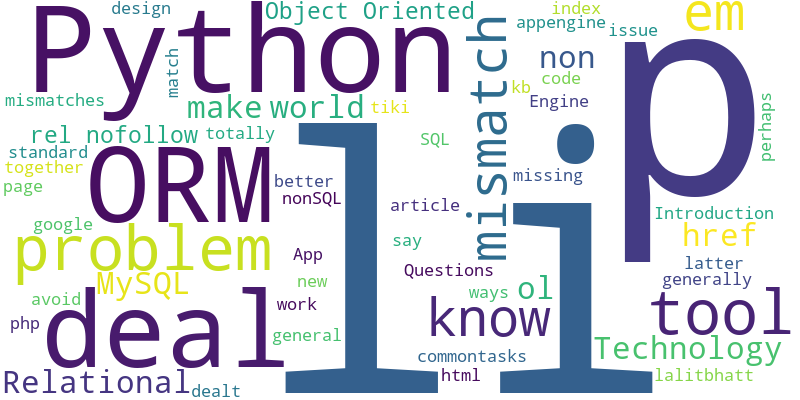 design
Object Oriented
index
em
Python
match
mismatch
appengine
issue
mismatches
make world
tiki
non
code
kb
Engine
p
perhaps
rel nofollow
totally
SQL
li
standard
together
page
ORM
better
nonSQL
missing
article
Introduction
google
problem
say
href
App
latter
MySQL
Questions
generally
new
ways
ol
avoid
work
php
deal
know
tool
general
Technology
commontasks
Relational
dealt
html
lalitbhatt